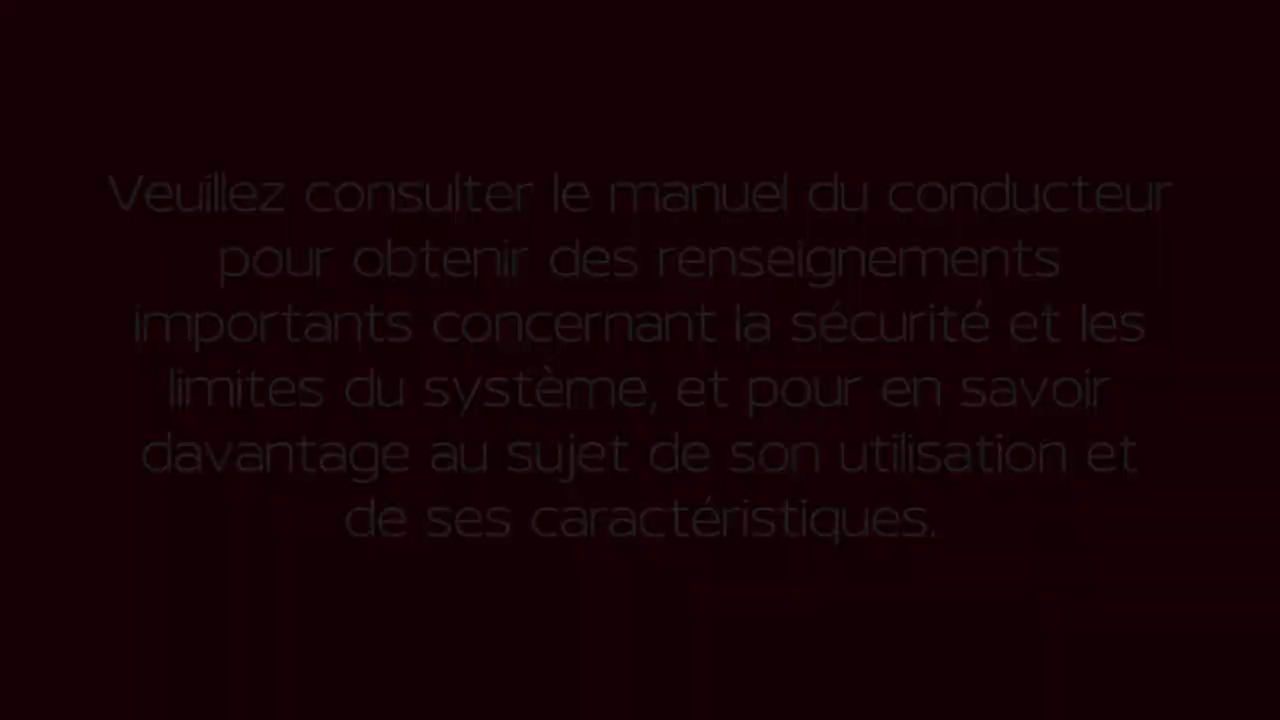 Veuillez consulter le manuel du conducteur
pour obtenir des renseignements
importants concernant la sécurité et les
limites du système, et pour en savoir
davantage au sujet de son utilisation et
de ses caractéristiques.